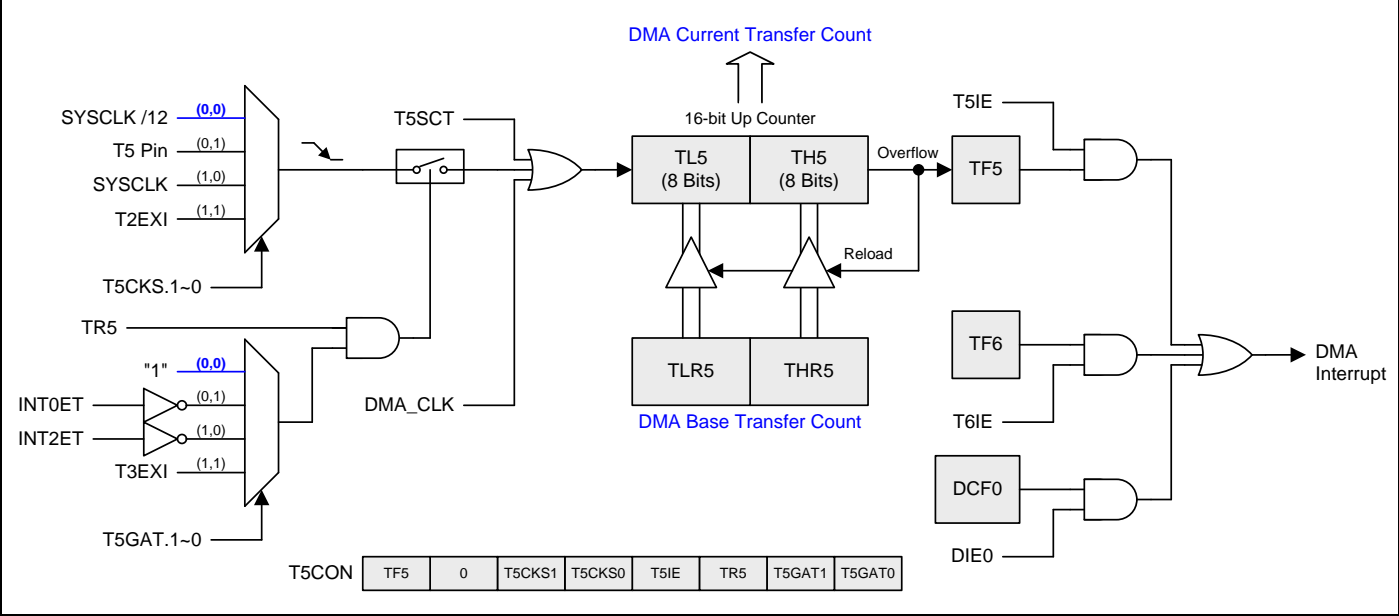 DMA Current Transfer Count
16-bit Up Counter
SYSCLK /12 (0,0)
T5 Pin (0,1)
SYSCLK (1,0)
T2EXI (1,1)
T5CKS.1~0
T5SCT
TL5
(8 Bits)
TH5
(8 Bits)
Overflow
TF5
T5IE
Reload
TR5
"1" (0,0)
INT0ET (0,1)
INT2ET (1,0)
T3EXI (1,1)
T5GAT.1~0
DMA_CLK
TLR5
THR5
DMA Base Transfer Count
TF6
T6IE
DMA
Interrupt
DCF0
DIE0
T5CON TF5 0 T5CKS1 T5CKS0 T5IE TR5 T5GAT1 T5GAT0